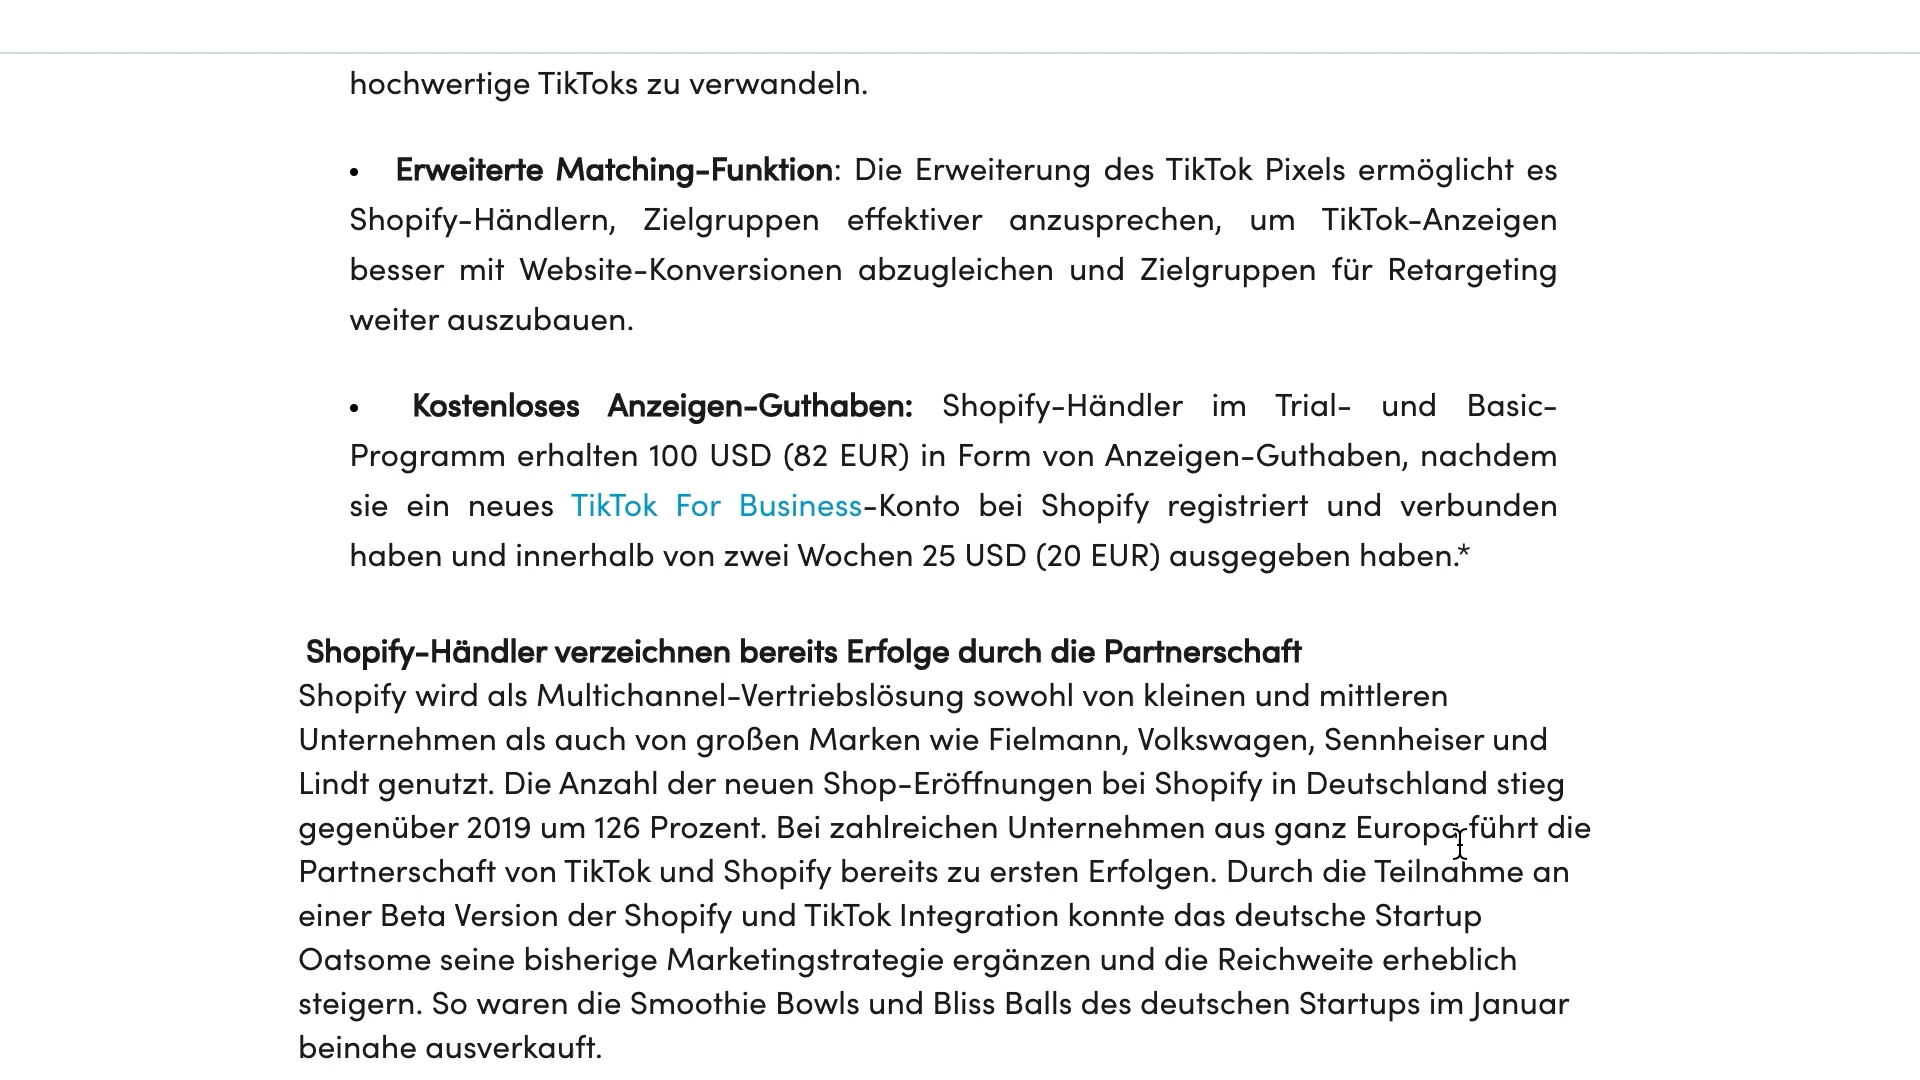 hochwertige TikToks zu verwandeln.
• Erweiterte Matching-Funktion: Die Erweiterung des TikTok Pixels ermöglicht es
Shopify-Händlern, Zielgruppen effektiver anzusprechen, um TikTok-Anzeigen
besser mit Website-Konversionen abzugleichen und Zielgruppen für Retargeting
weiter auszubauen.
• Kostenloses Anzeigen-Guthaben: Shopify-Händler im Trial- und Basic-
Programm erhalten 100 USD (82 EUR) in Form von Anzeigen-Guthaben, nachdem
sie ein neues TikTok For Business-Konto bei Shopify registriert und verbunden
haben und innerhalb von zwei Wochen 25 USD (20 EUR) ausgegeben haben.*
Shopify-Händler verzeichnen bereits Erfolge durch die Partnerschaft
Shopify wird als Multichannel-Vertriebslösung sowohl von kleinen und mittleren
Unternehmen als auch von großen Marken wie Fielmann, Volkswagen, Sennheiser und
Lindt genutzt. Die Anzahl der neuen Shop-Eröffnungen bei Shopify in Deutschland stieg
gegenüber 2019 um 126 Prozent. Bei zahlreichen Unternehmen aus ganz Europa führt die
Partnerschaft von TikTok und Shopify bereits zu ersten Erfolgen. Durch die Teilnahme an
einer Beta Version der Shopify und TikTok Integration konnte das deutsche Startup
Oatsome seine bisherige Marketingstrategie ergänzen und die Reichweite erheblich
steigern. So waren die Smoothie Bowls und Bliss Balls des deutschen Startups im Januar
beinahe ausverkauft.